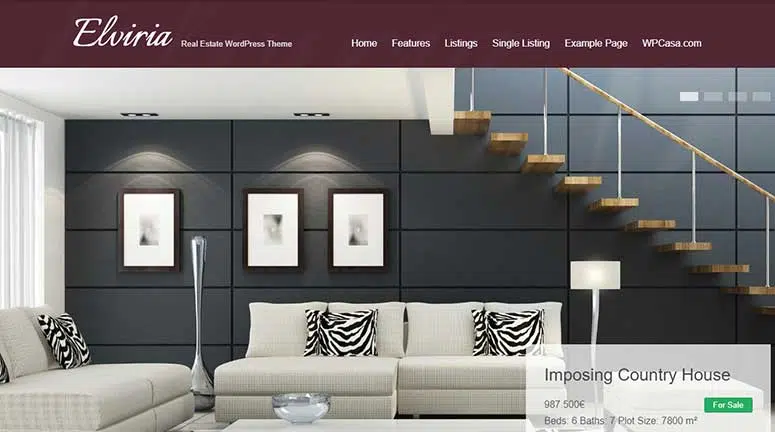 Elviria Real Estate WordPress Theme Home Features Listings Single Listing Example Page WPCasa.com
Imposing Country House
987.500€ For Sale
Beds: 6 Baths: 7 Plot Size: 7800 m²